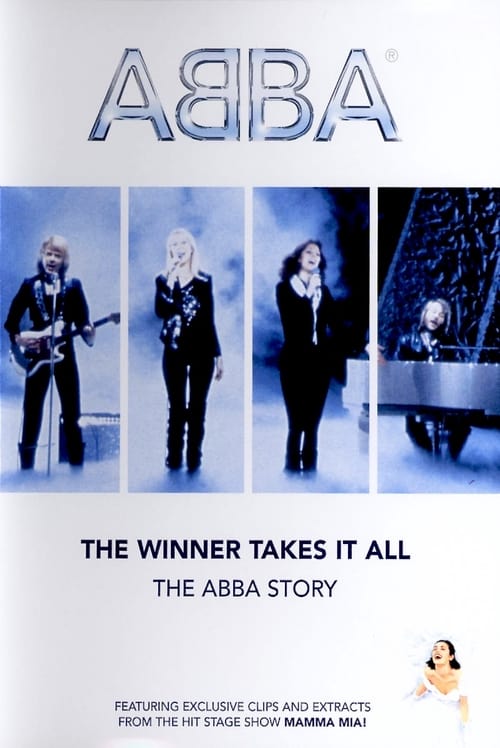 ABBA®
THE WINNER TAKES IT ALL
THE ABBA STORY
FEATURING EXCLUSIVE CLIPS AND EXTRACTS
FROM THE HIT STAGE SHOW MAMMA MIA!